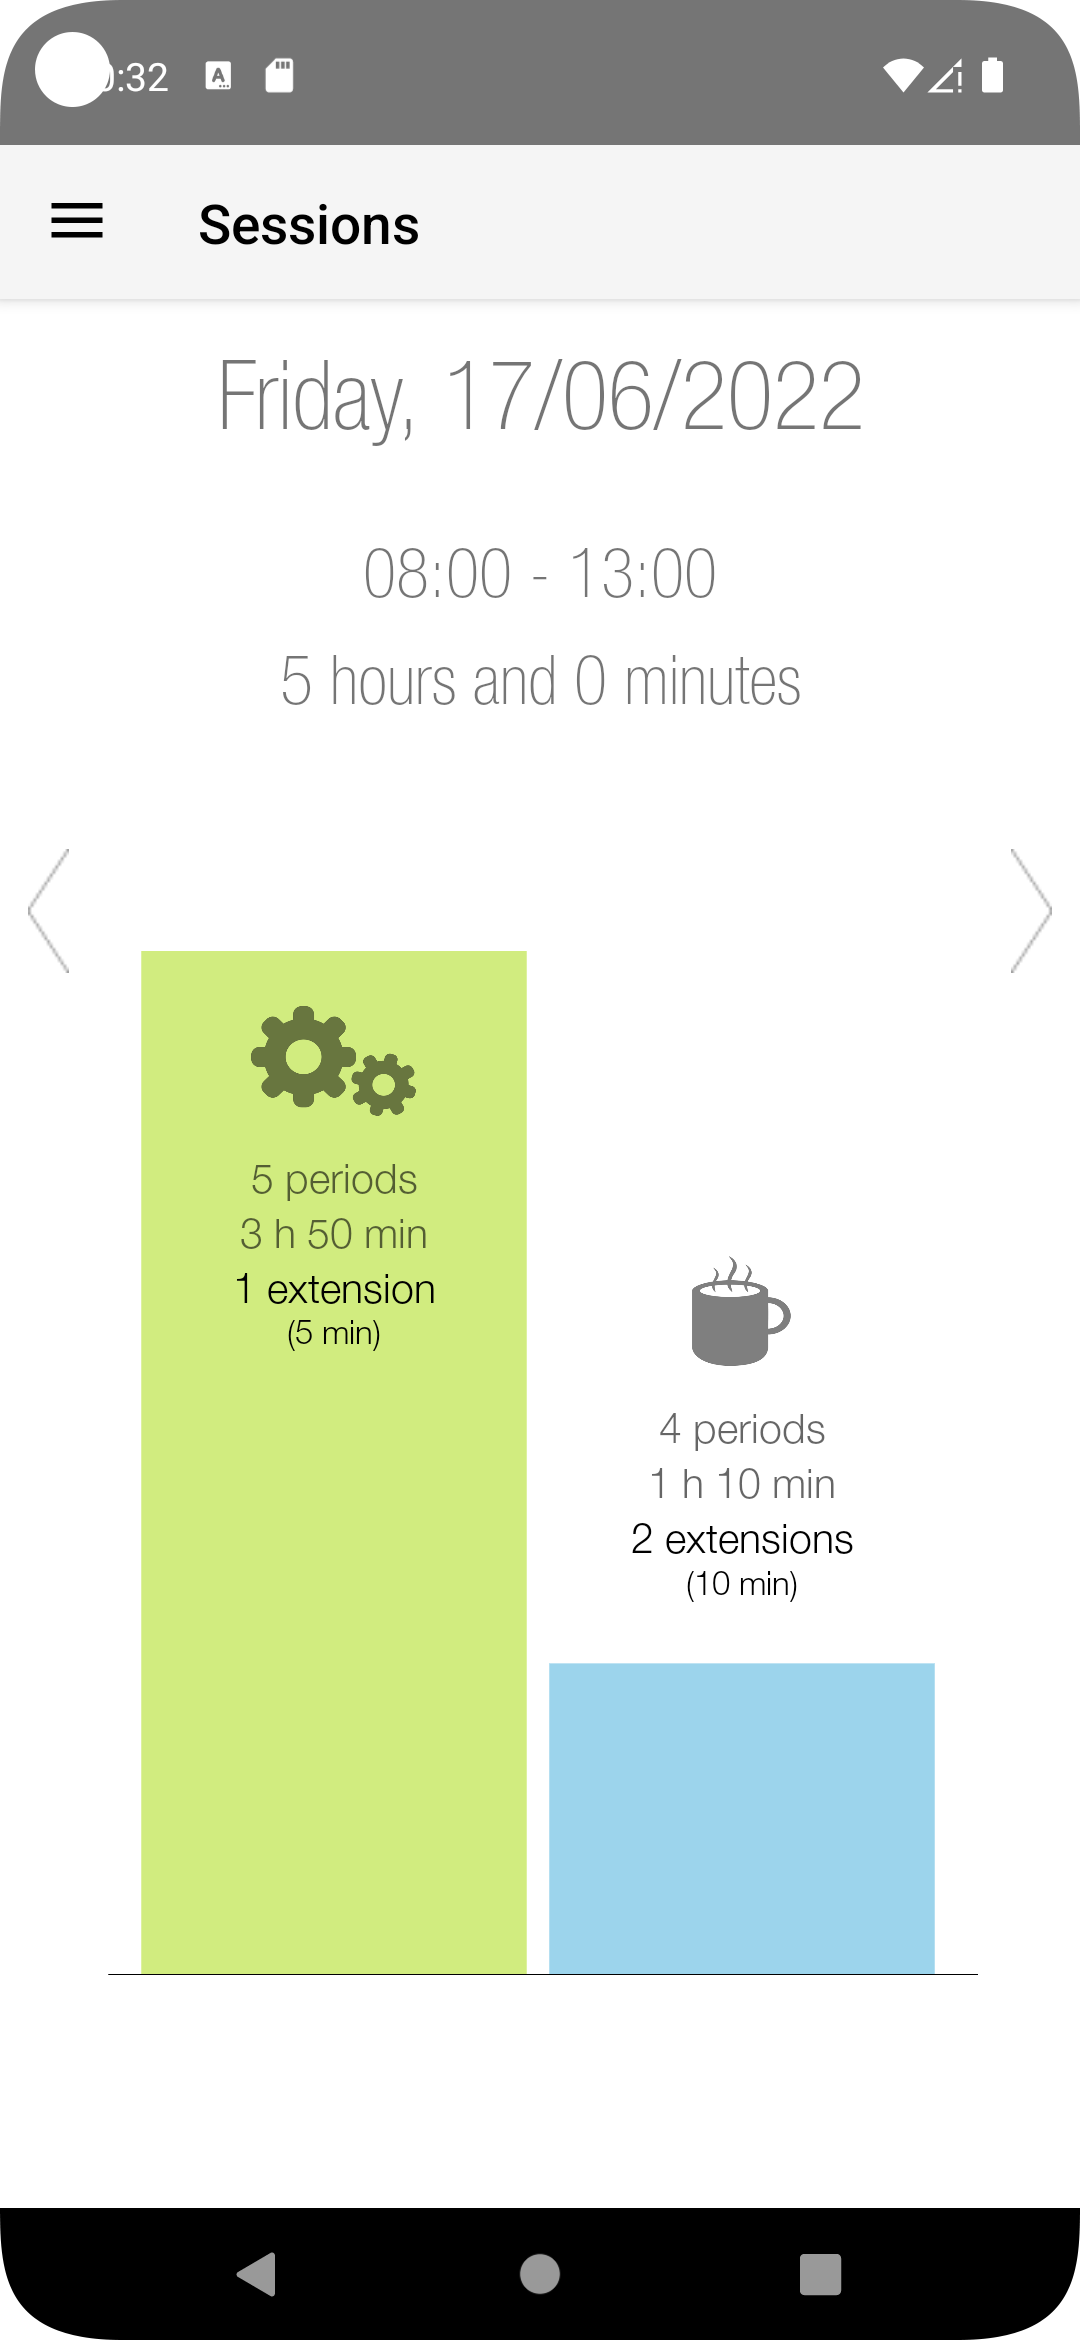 :32
Sessions
Friday, 17/06/2022
08:00 - 13:00
5 hours and 0 minutes
5 periods
3 h 50 min
1 extension
(5 min)
4 periods
1 h 10 min
2 extensions
(10 min)